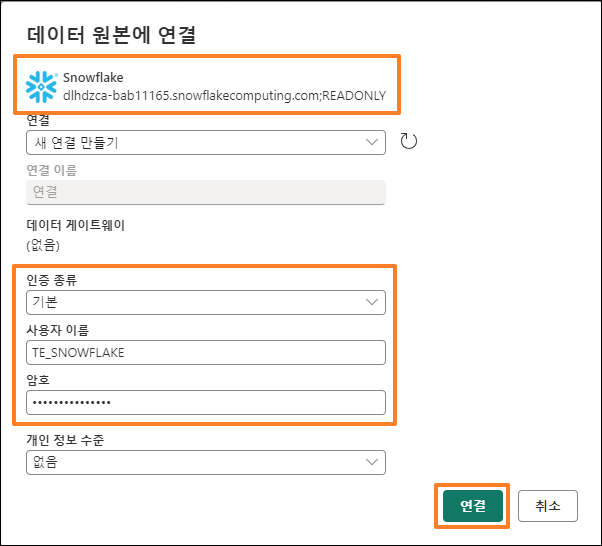 데이터 원본에 연결
Snowflake
dlhdzca-bab11165.snowflakecomputing.com;READONLY
연결
새 연결 만들기
연결 이름
연결
데이터 게이트웨이
(없음)
인증 종류
기본
사용자 이름
TE_SNOWFLAKE
암호
•••••••••••••••
개인 정보 수준
없음
연결
취소